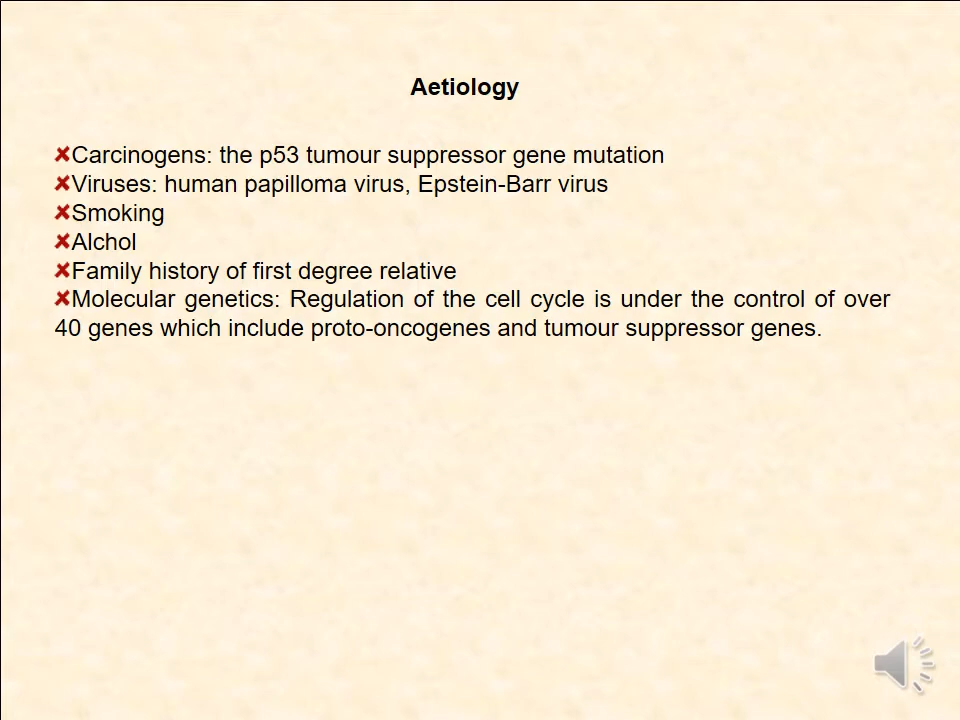 Aetiology
✘Carcinogens: the p53 tumour suppressor gene mutation
✘Viruses: human papilloma virus, Epstein-Barr virus
✘Smoking
✘Alchol
✘Family history of first degree relative
✘Molecular genetics: Regulation of the cell cycle is under the control of over
40 genes which include proto-oncogenes and tumour suppressor genes.